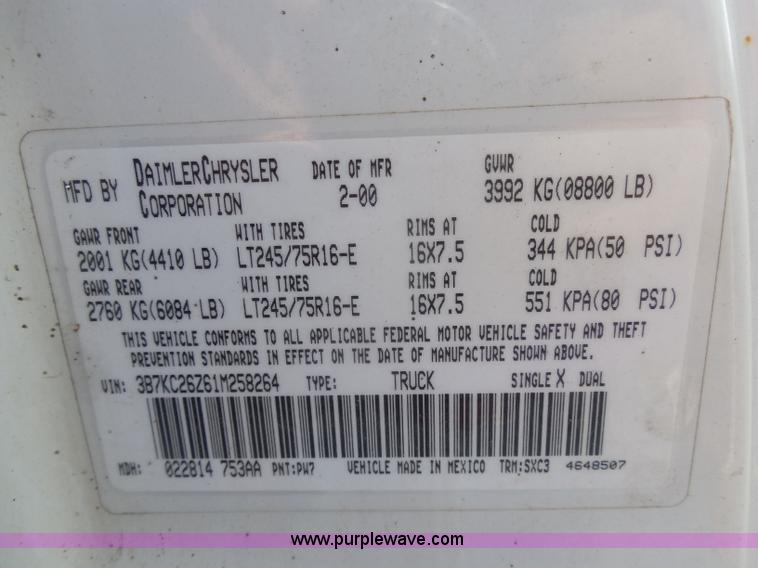 MFD BY DAIMLERCHRYSLER CORPORATION DATE OF MFR 2-00 GVWR 3992 KG(08800 LB)
GAWR FRONT WITH TIRES RIMS AT COLD
2001 KG(4410 LB) LT245/75R16-E 16X7.5 344 KPA(50 PSI)
GAWR REAR WITH TIRES RIMS AT COLD
2760 KG(6084 LB) LT245/75R16-E 16X7.5 551 KPA(80 PSI)
THIS VEHICLE CONFORMS TO ALL APPLICABLE FEDERAL MOTOR VEHICLE SAFETY AND THEFT
PREVENTION STANDARDS IN EFFECT ON THE DATE OF MANUFACTURE SHOWN ABOVE.
VIN: 3B7KC26Z61M258264 TYPE: TRUCK SINGLE X DUAL
MDH: 022814 753AA PNT:PW7 VEHICLE MADE IN MEXICO TRM:SXC3 4648507
www.purplewave.com